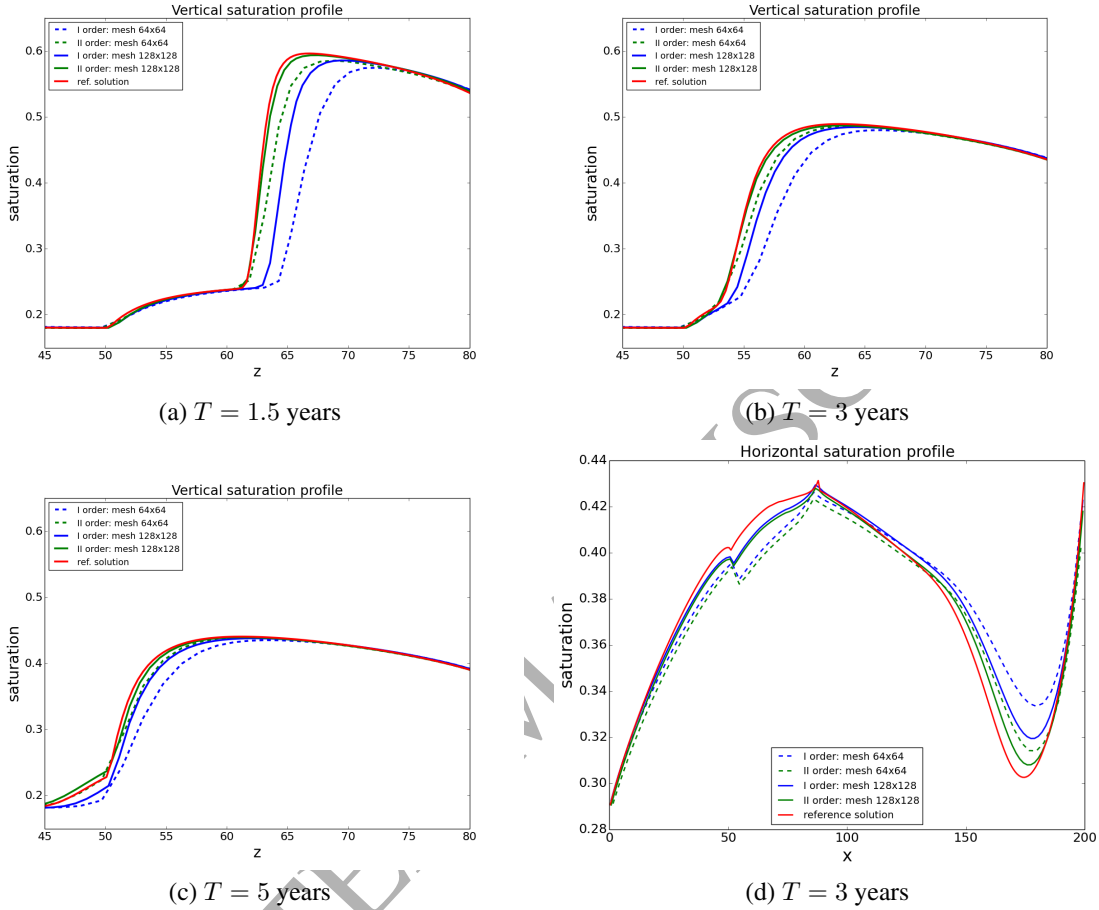 Vertical saturation profile
I order: mesh 64x64
II order: mesh 64x64
I order: mesh 128x128
II order: mesh 128x128
ref. solution
saturation
0.6
0.5
0.4
0.3
0.2
45 50 55 60 65 70 75 80
z
(a) T = 1.5 years
Vertical saturation profile
I order: mesh 64x64
II order: mesh 64x64
I order: mesh 128x128
II order: mesh 128x128
ref. solution
saturation
0.6
0.5
0.4
0.3
0.2
45 50 55 60 65 70 75 80
z
(b) T = 3 years
Vertical saturation profile
I order: mesh 64x64
II order: mesh 64x64
I order: mesh 128x128
II order: mesh 128x128
ref. solution
saturation
0.6
0.5
0.4
0.3
0.2
45 50 55 60 65 70 75 80
z
(c) T = 5 years
Horizontal saturation profile
saturation
0.44
0.42
0.40
0.38
0.36
0.34
0.32
0.30
0.28
I order: mesh 64x64
II order: mesh 64x64
I order: mesh 128x128
II order: mesh 128x128
reference solution
0 50 100 150 200
x
(d) T = 3 years